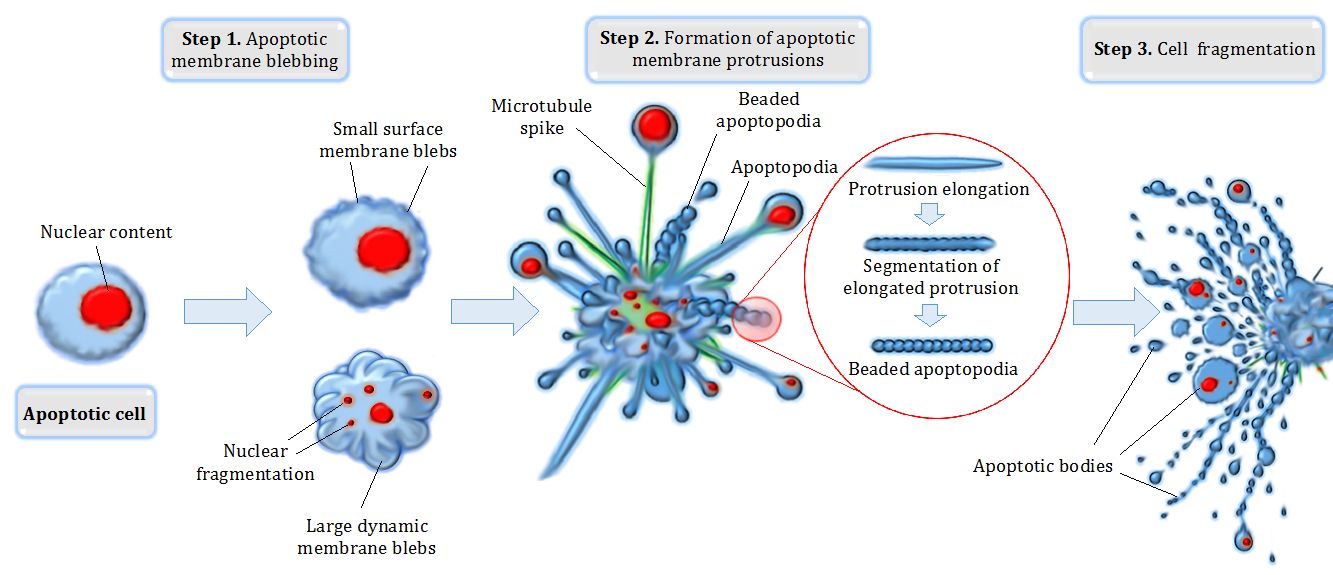 Step 1. Apoptotic
membrane blebbing
Step 2. Formation of apoptotic
membrane protrusions
Step 3. Cell fragmentation
Small surface
membrane blebs
Nuclear content
Apoptotic cell
Nuclear
fragmentation
Large dynamic
membrane blebs
Microtubule
spike
Beaded
apoptopodia
Apoptopodia
Protrusion elongation
Segmentation of
elongated protrusion
Beaded apoptopodia
Apoptotic bodies